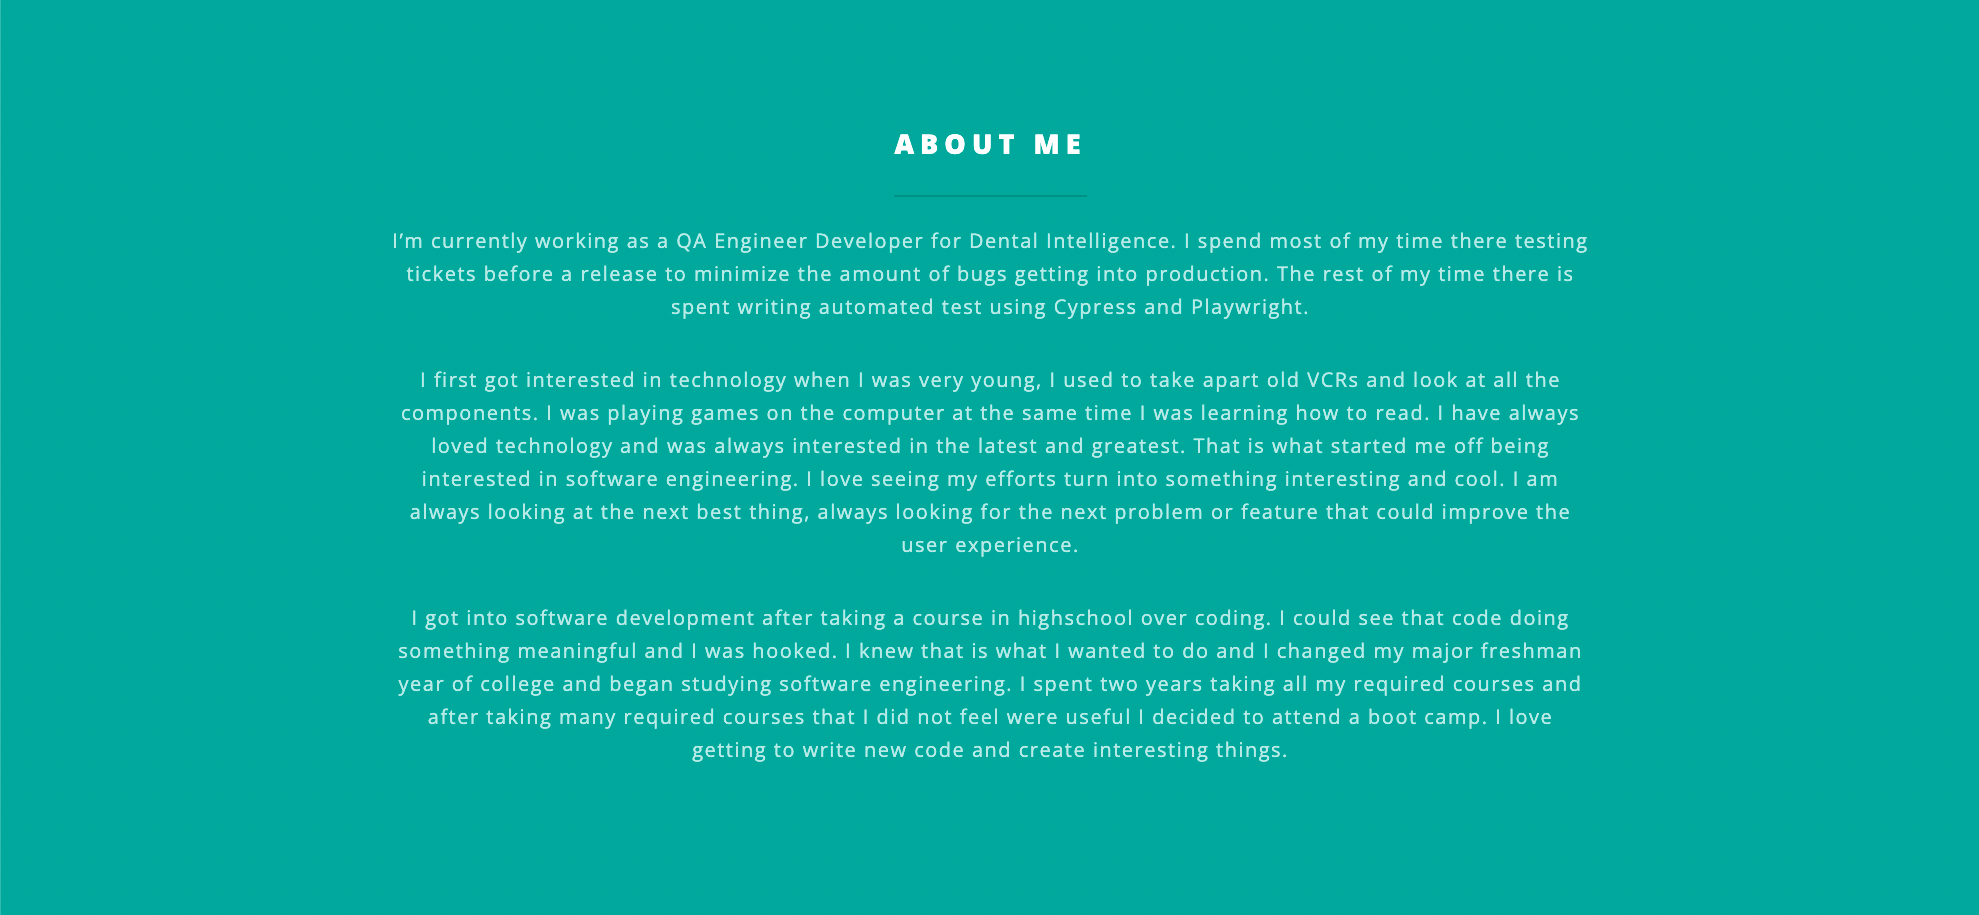 ABOUT ME
I’m currently working as a QA Engineer Developer for Dental Intelligence. I spend most of my time there testing
tickets before a release to minimize the amount of bugs getting into production. The rest of my time there is
spent writing automated test using Cypress and Playwright.
I first got interested in technology when I was very young, I used to take apart old VCRs and look at all the
components. I was playing games on the computer at the same time I was learning how to read. I have always
loved technology and was always interested in the latest and greatest. That is what started me off being
interested in software engineering. I love seeing my efforts turn into something interesting and cool. I am
always looking at the next best thing, always looking for the next problem or feature that could improve the
user experience.
I got into software development after taking a course in highschool over coding. I could see that code doing
something meaningful and I was hooked. I knew that is what I wanted to do and I changed my major freshman
year of college and began studying software engineering. I spent two years taking all my required courses and
after taking many required courses that I did not feel were useful I decided to attend a boot camp. I love
getting to write new code and create interesting things.